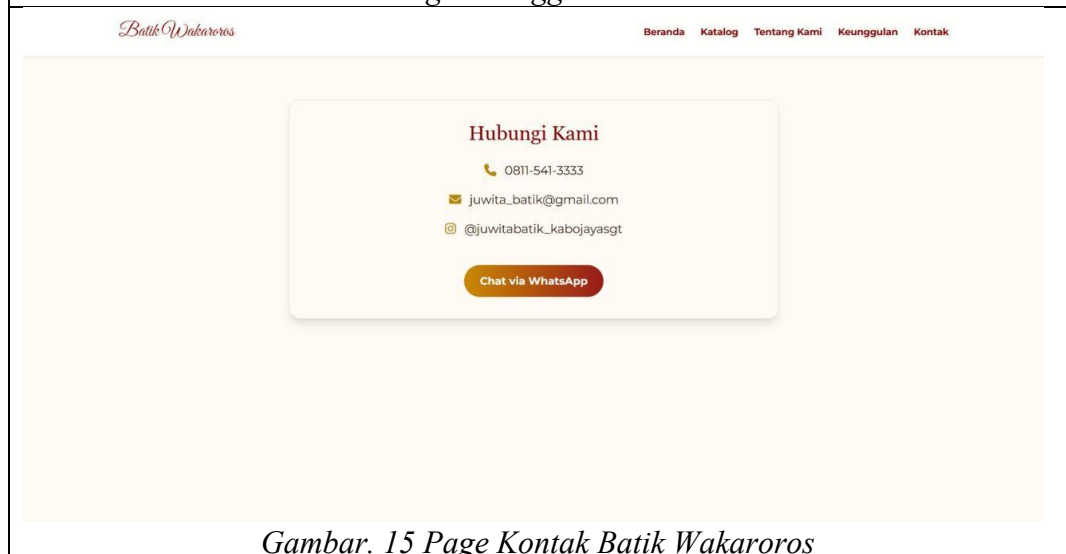 Batik Wakaroros
Beranda Katalog Tentang Kami Keunggulan Kontak
Hubungi Kami
0811-541-3333
juwita_batik@gmail.com
@juwitabatik_kabojayasgt
Chat via WhatsApp
Gambar. 15 Page Kontak Batik Wakaroros